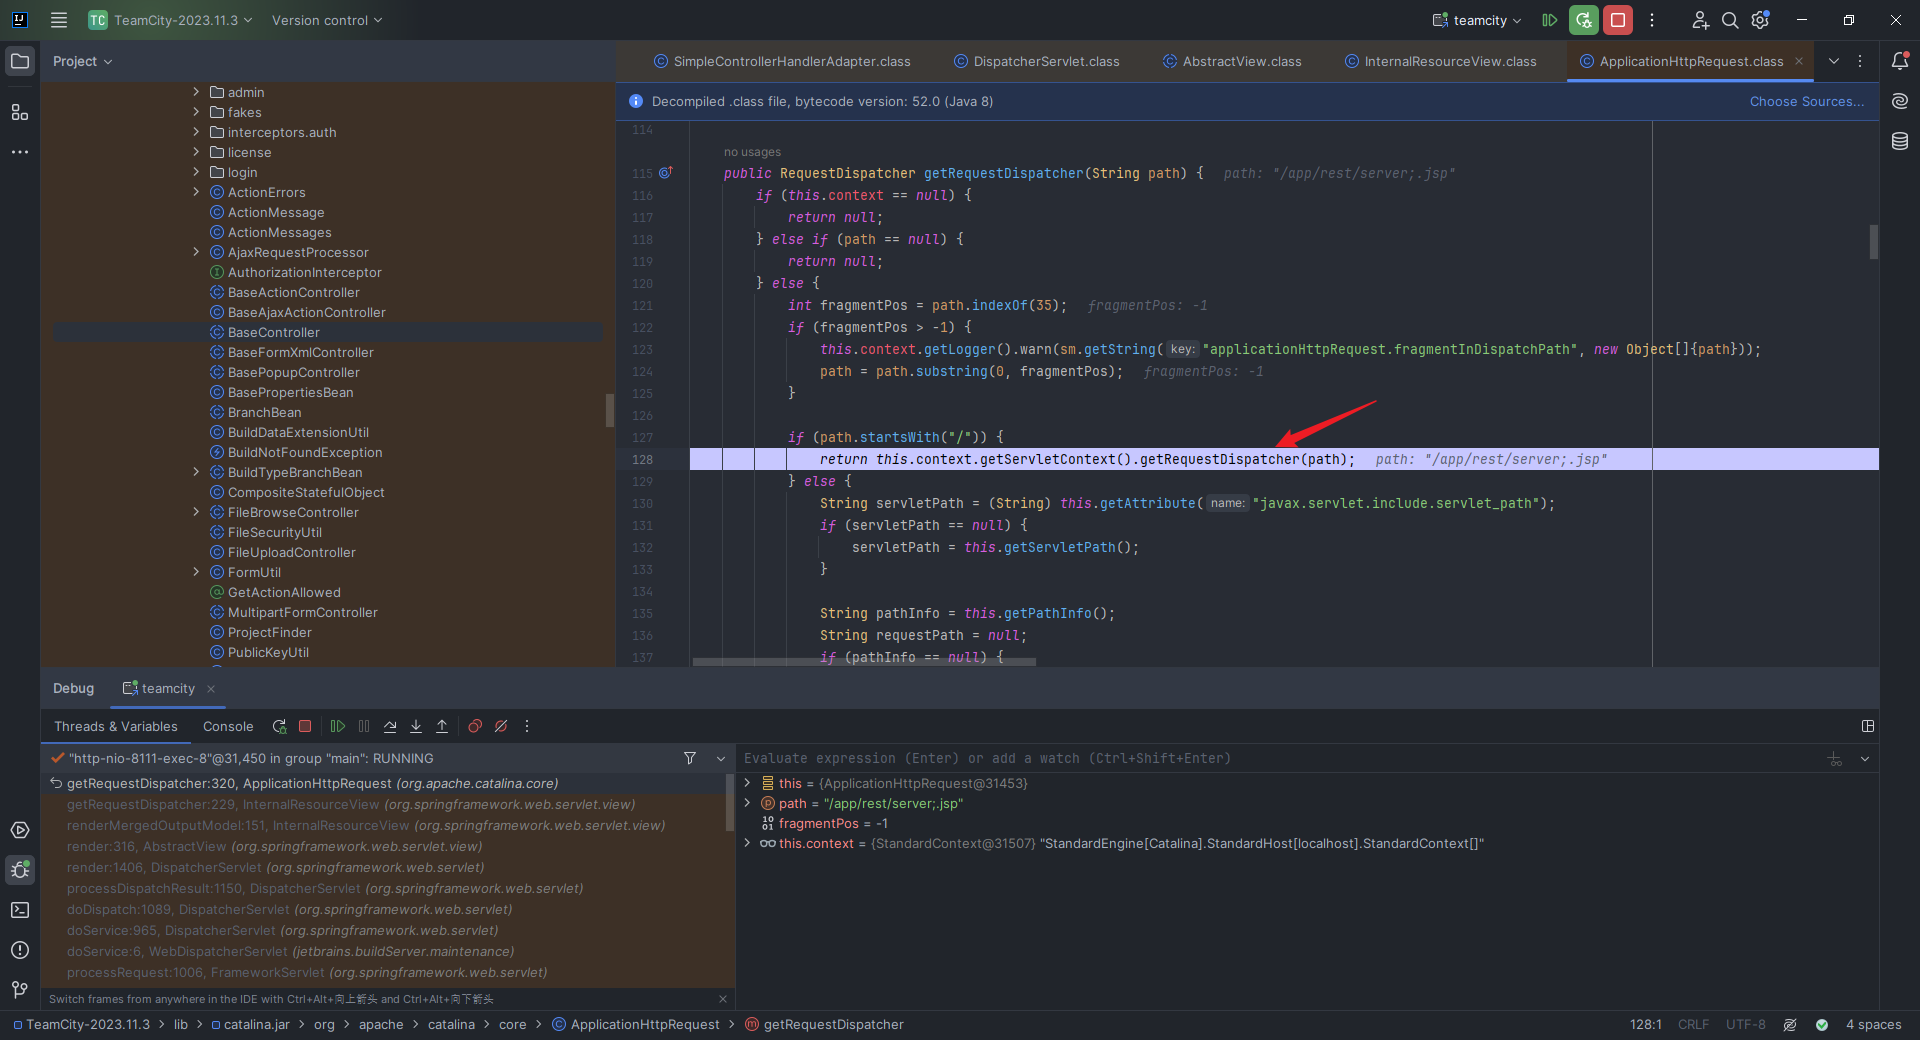 TC TeamCity-2023.11.3 Version control teamcity
Project
admin
fakes
interceptors.auth
license
login
ActionErrors
ActionMessage
ActionMessages
AjaxRequestProcessor
AuthorizationInterceptor
BaseActionController
BaseAjaxActionController
BaseController
BaseFormXmlController
BasePopupController
BasePropertiesBean
BranchBean
BuildDataExtensionUtil
BuildNotFoundException
BuildTypeBranchBean
CompositeStatefulObject
FileBrowseController
FileSecurityUtil
FileUploadController
FormUtil
GetActionAllowed
MultipartFormController
ProjectFinder
PublicKeyUtil
SimpleControllerHandlerAdapter.class DispatcherServlet.class AbstractView.class InternalResourceView.class ApplicationHttpRequest.class
Decompiled .class file, bytecode version: 52.0 (Java 8) Choose Sources...
114
no usages
115 public RequestDispatcher getRequestDispatcher(String path) { path: "/app/rest/server;.jsp"
116 if (this.context == null) {
117 return null;
118 } else if (path == null) {
119 return null;
120 } else {
121 int fragmentPos = path.indexOf(35); fragmentPos: -1
122 if (fragmentPos > -1) {
123 this.context.getLogger().warn(sm.getString( key: "applicationHttpRequest.fragmentInDispatchPath", new Object[]{path}));
124 path = path.substring(0, fragmentPos); fragmentPos: -1
125 }
126
127 if (path.startsWith("/")) {
128 return this.context.getServletContext().getRequestDispatcher(path); path: "/app/rest/server;.jsp"
129 } else {
130 String servletPath = (String) this.getAttribute( name: "javax.servlet.include.servlet_path");
131 if (servletPath == null) {
132 servletPath = this.getServletPath();
133 }
134
135 String pathInfo = this.getPathInfo();
136 String requestPath = null;
137 if (pathInfo == null) {
Debug teamcity
Threads & Variables Console
"http-nio-8111-exec-8"@31,450 in group "main": RUNNING
getRequestDispatcher:320, ApplicationHttpRequest (org.apache.catalina.core)
getRequestDispatcher:229, InternalResourceView (org.springframework.web.servlet.view)
renderMergedOutputModel:151, InternalResourceView (org.springframework.web.servlet.view)
render:316, AbstractView (org.springframework.web.servlet.view)
render:1406, DispatcherServlet (org.springframework.web.servlet)
processDispatchResult:1150, DispatcherServlet (org.springframework.web.servlet)
doDispatch:1089, DispatcherServlet (org.springframework.web.servlet)
doService:965, DispatcherServlet (org.springframework.web.servlet)
doService:6, WebDispatcherServlet (jetbrains.buildServer.maintenance)
processRequest:1006, FrameworkServlet (org.springframework.web.servlet)
Switch frames from anywhere in the IDE with Ctrl+Alt+向上箭头 and Ctrl+Alt+向下箭头
Evaluate expression (Enter) or add a watch (Ctrl+Shift+Enter)
this = {ApplicationHttpRequest@31453}
path = "/app/rest/server;.jsp"
fragmentPos = -1
this.context = {StandardContext@31507} "StandardEngine[Catalina].StandardHost[localhost].StandardContext[]"
TeamCity-2023.11.3 > lib > catalina.jar > org > apache > catalina > core > ApplicationHttpRequest > getRequestDispatcher 128:1 CRLF UTF-8 4 spaces